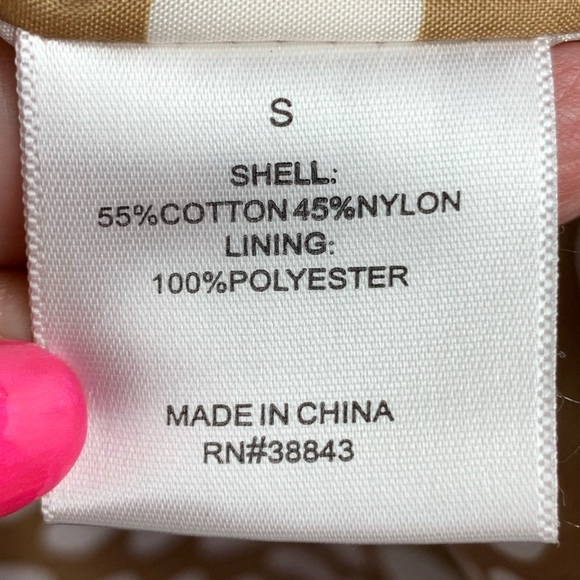 S
SHELL:
55%COTTON 45%NYLON
LINING:
100%POLYESTER
MADE IN CHINA
RN#38843